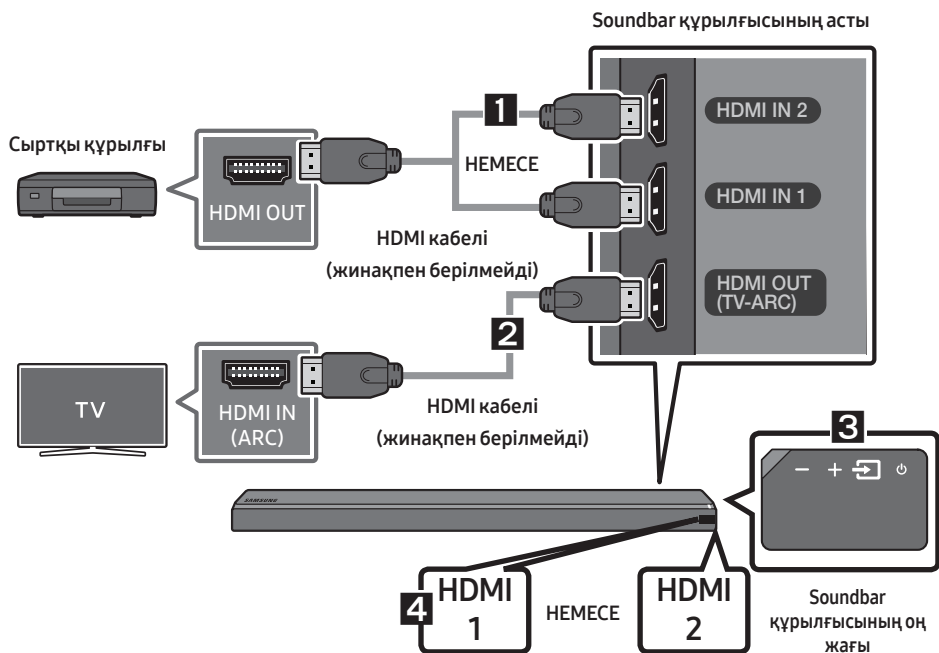 Soundbar құрылғысының асты
1
HDMI IN 2
Сыртқы құрылғы
НЕМЕСЕ
HDMI OUT
HDMI IN 1
HDMI кабелі
(жинақпен берілмейді)
HDMI OUT
(TV-ARC)
2
TV
HDMI IN
(ARC)
HDMI кабелі
(жинақпен берілмейді)
3
− +
SAMSUNG
4
HDMI
1
НЕМЕСЕ
HDMI
2
Soundbar
құрылғысының оң
жағы